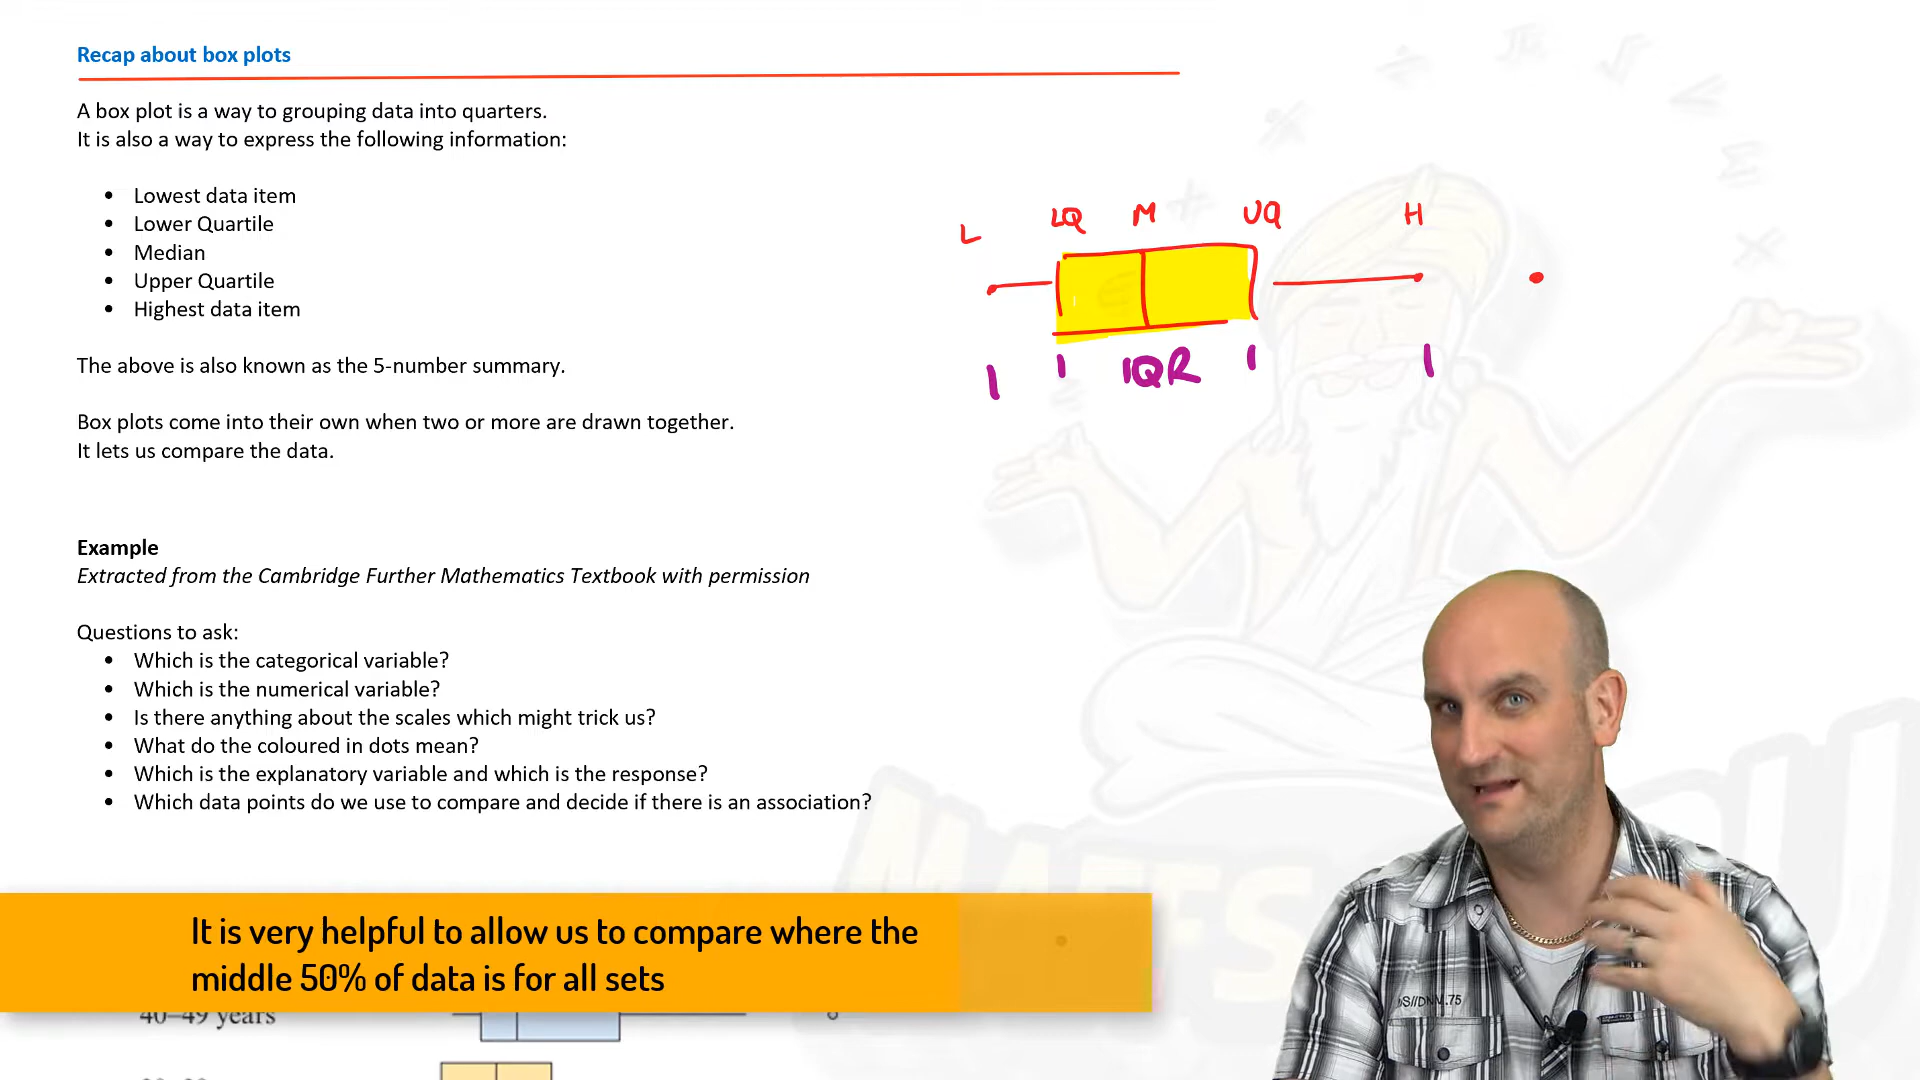 Recap about box plots
A box plot is a way to grouping data into quarters.
It is also a way to express the following information:
• Lowest data item
• Lower Quartile
• Median
• Upper Quartile
• Highest data item
The above is also known as the 5-number summary.
Box plots come into their own when two or more are drawn together.
It lets us compare the data.
L LQ M UQ H
IQR
Example
Extracted from the Cambridge Further Mathematics Textbook with permission
Questions to ask:
• Which is the categorical variable?
• Which is the numerical variable?
• Is there anything about the scales which might trick us?
• What do the coloured in dots mean?
• Which is the explanatory variable and which is the response?
• Which data points do we use to compare and decide if there is an association?
It is very helpful to allow us to compare where the
middle 50% of data is for all sets
40–49 years